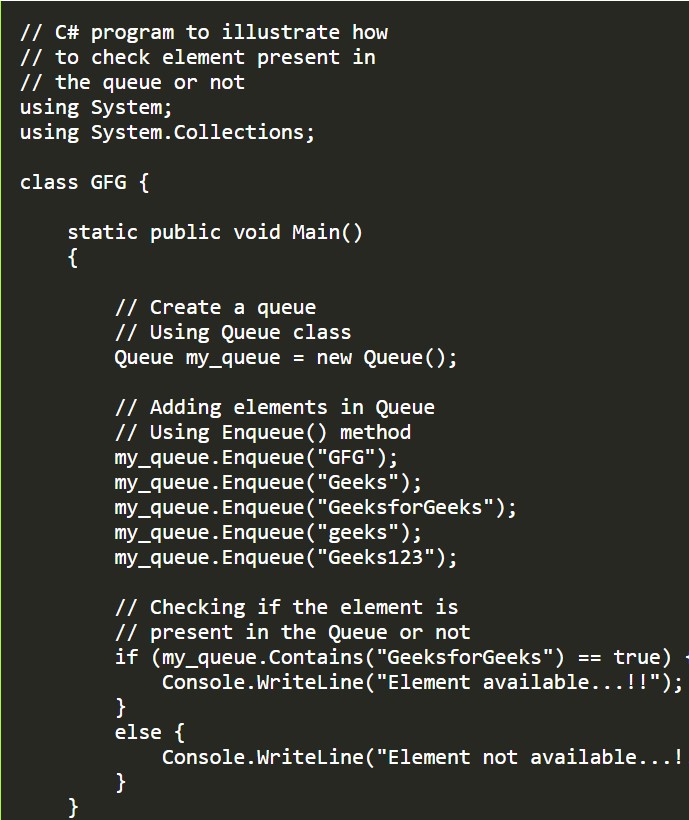 // C# program to illustrate how
// to check element present in
// the queue or not
using System;
using System.Collections;
class GFG {
static public void Main()
{
// Create a queue
// Using Queue class
Queue my_queue = new Queue();
// Adding elements in Queue
// Using Enqueue() method
my_queue.Enqueue("GFG");
my_queue.Enqueue("Geeks");
my_queue.Enqueue("GeeksforGeeks");
my_queue.Enqueue("geeks");
my_queue.Enqueue("Geeks123");
// Checking if the element is
// present in the Queue or not
if (my_queue.Contains("GeeksforGeeks") == true) {
Console.WriteLine("Element available...!!");
}
else {
Console.WriteLine("Element not available...!
}
}